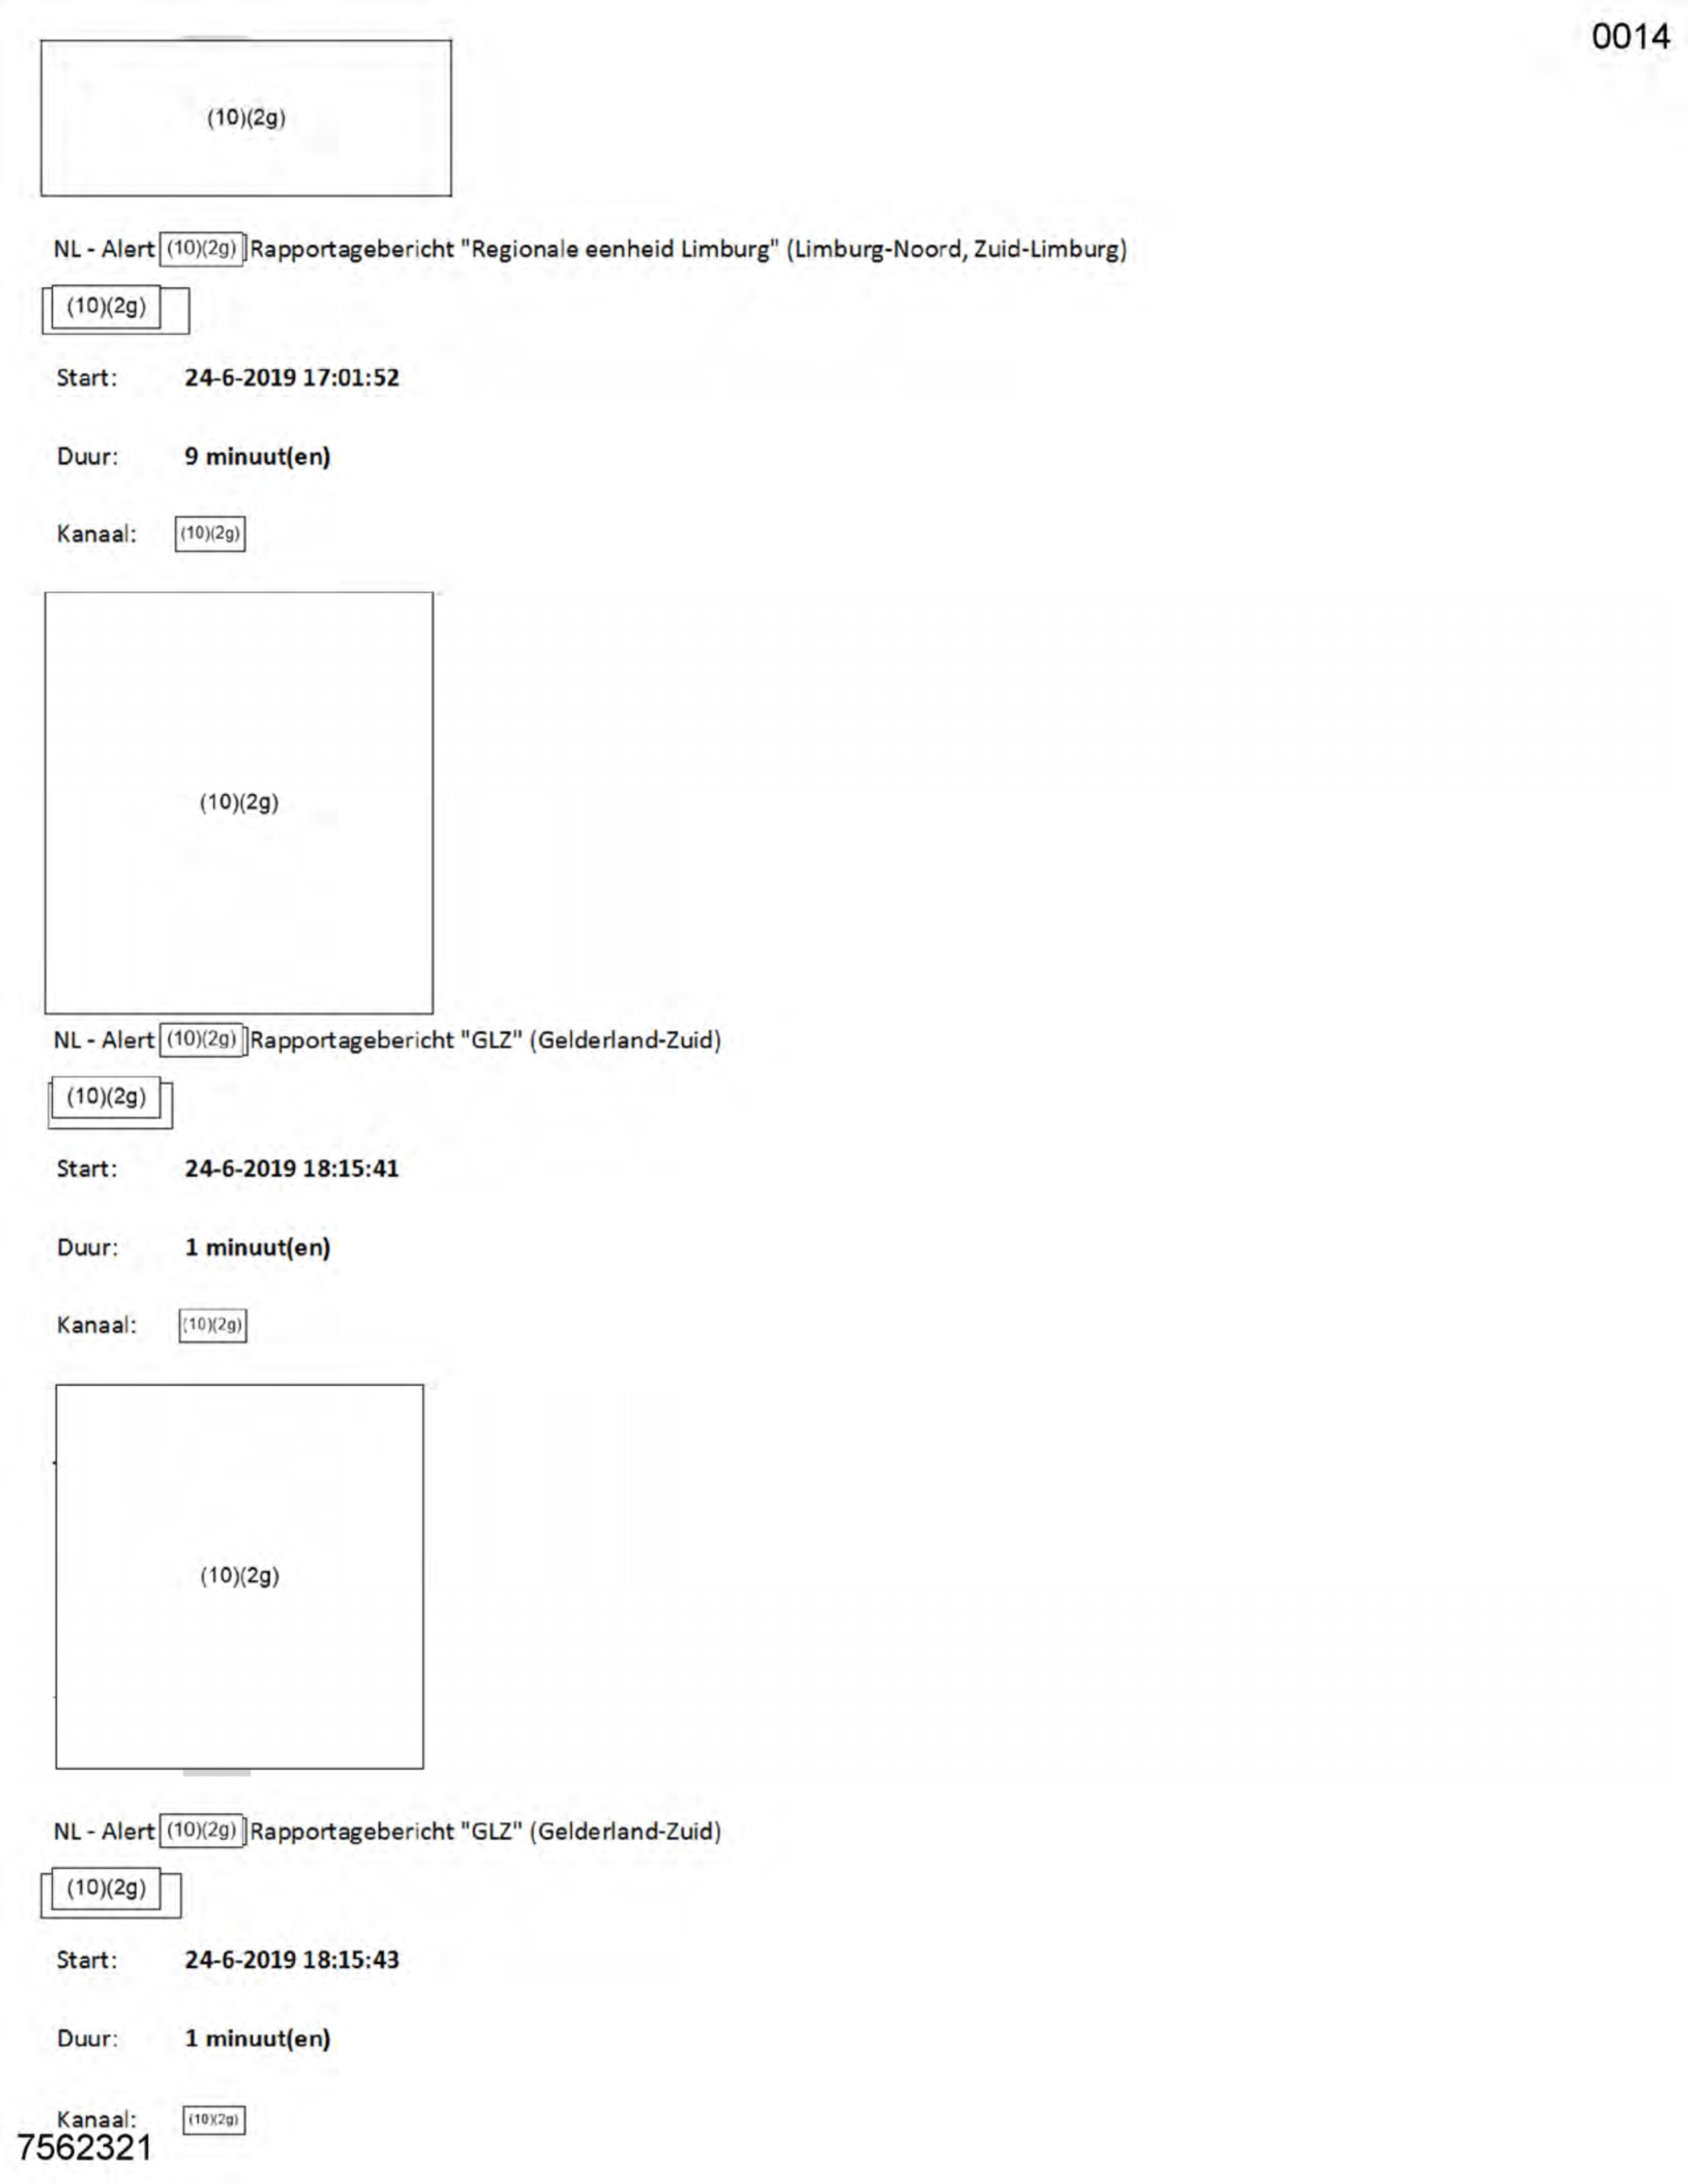 0014
(10)(2g)
NL - Alert (10)(2g) Rapportagebericht "Regionale eenheid Limburg" (Limburg-Noord, Zuid-Limburg)
(10)(2g)
Start: 24-6-2019 17:01:52
Duur: 9 minuut(en)
Kanaal: (10)(2g)
(10)(2g)
NL - Alert (10)(2g) Rapportagebericht "GLZ" (Gelderland-Zuid)
(10)(2g)
Start: 24-6-2019 18:15:41
Duur: 1 minuut(en)
Kanaal: (10)(2g)
(10)(2g)
NL - Alert (10)(2g) Rapportagebericht "GLZ" (Gelderland-Zuid)
(10)(2g)
Start: 24-6-2019 18:15:43
Duur: 1 minuut(en)
Kanaal: (10)(2g)
7562321